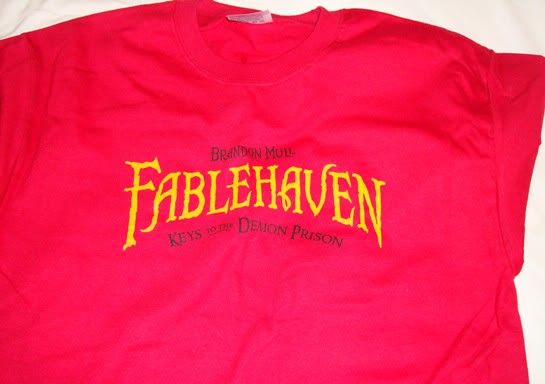 BRANDON MULL
FABLEHAVEN
KEYS TO THE DEMON PRISON